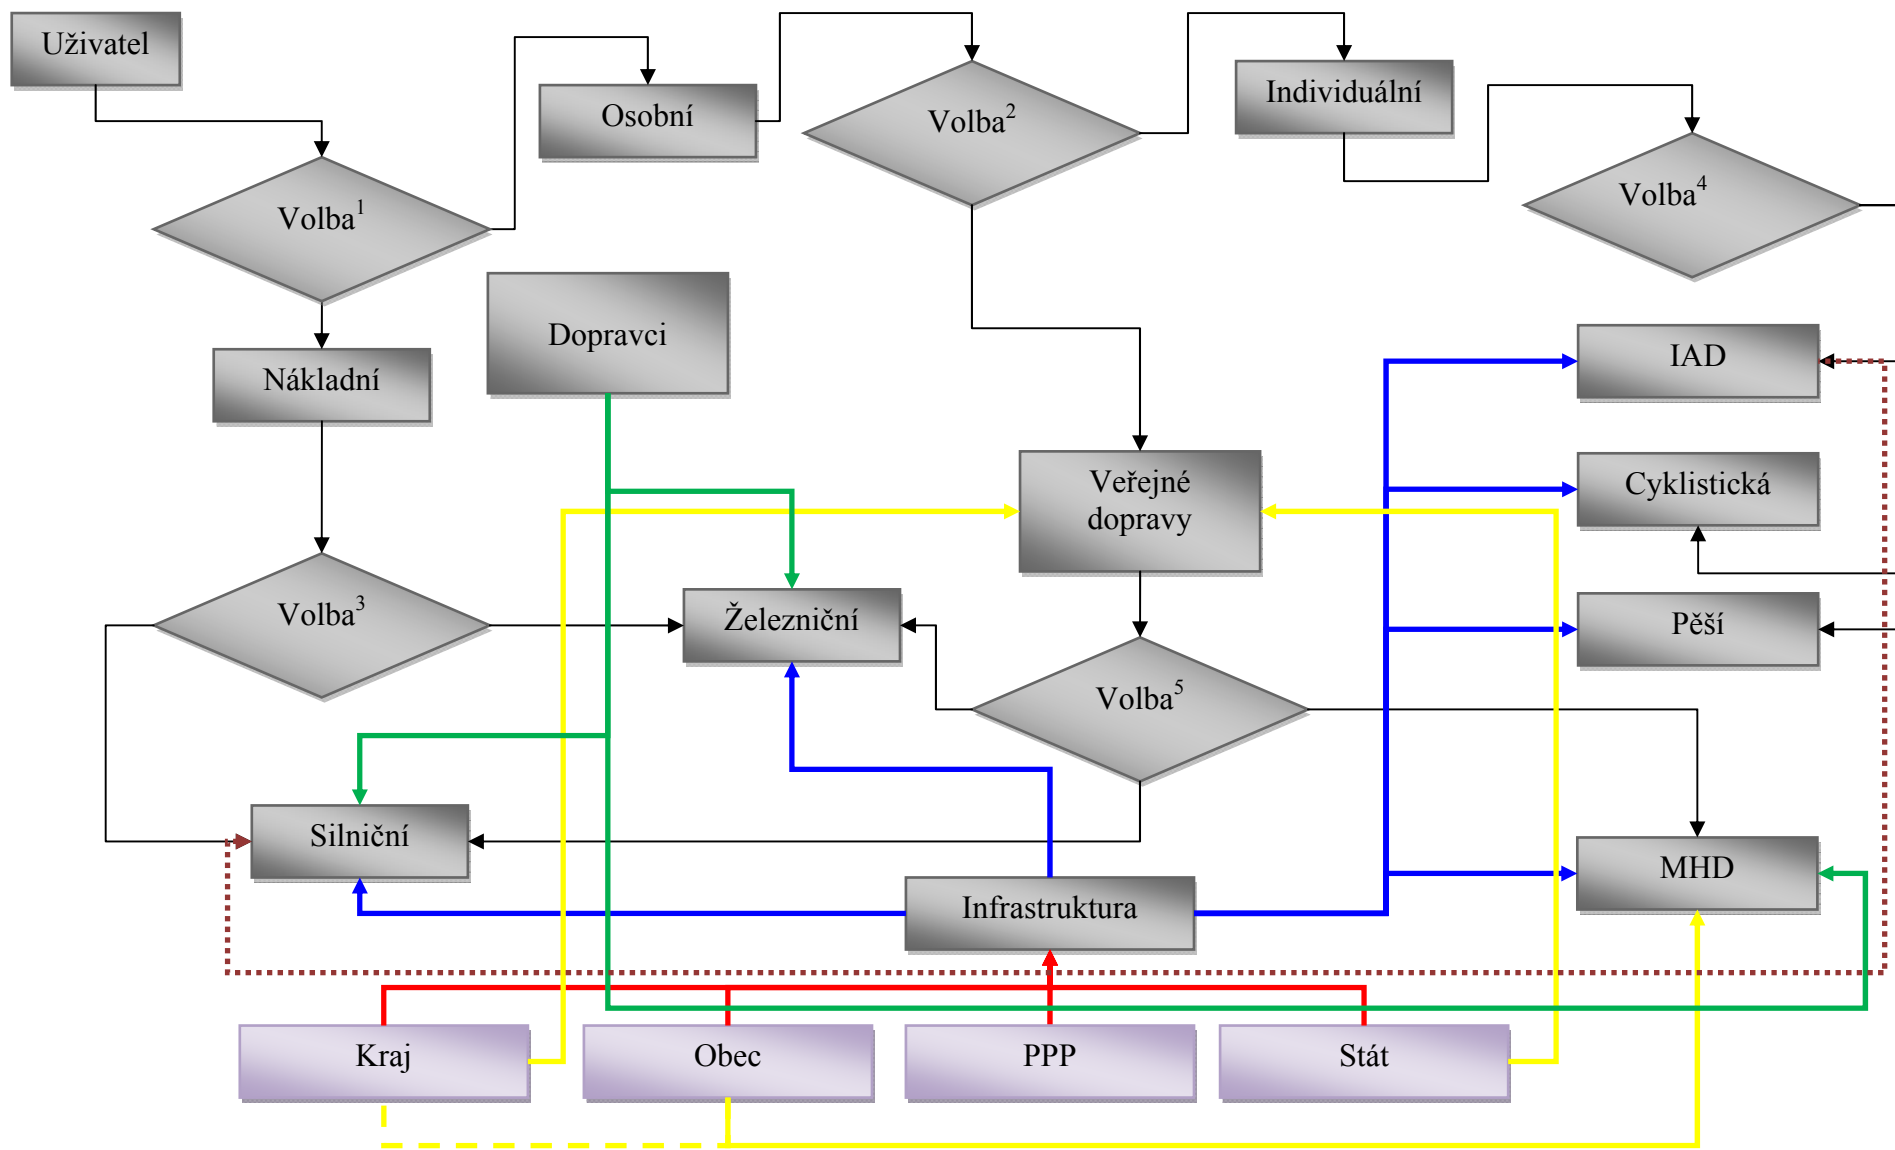 Uživatel
Osobní
Volba²
Individuální
Volba¹
Volba⁴
Dopravci
Nákladní
IAD
Veřejné
dopravy
Cyklistická
Volba³
Železniční
Pěší
Volba⁵
Silniční
MHD
Infrastruktura
Kraj
Obec
PPP
Stát